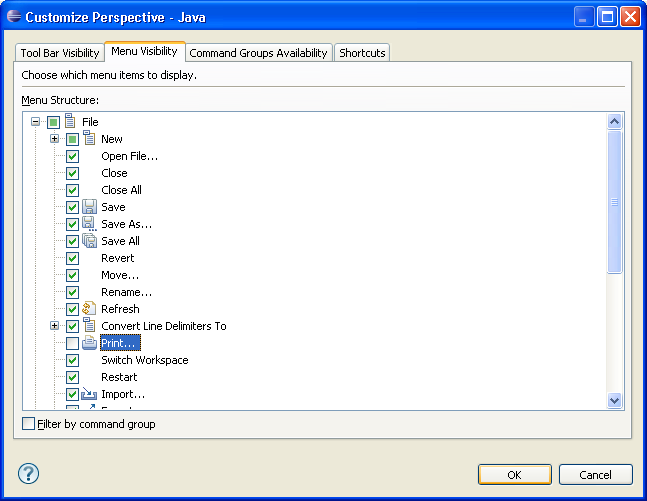 Customize Perspective - Java
Tool Bar Visibility
Menu Visibility
Command Groups Availability
Shortcuts
Choose which menu items to display.
Menu Structure:
File
New
Open File...
Close
Close All
Save
Save As...
Save All
Revert
Move...
Rename...
Refresh
Convert Line Delimiters To
Print...
Switch Workspace
Restart
Import...
Filter by command group
?
OK
Cancel